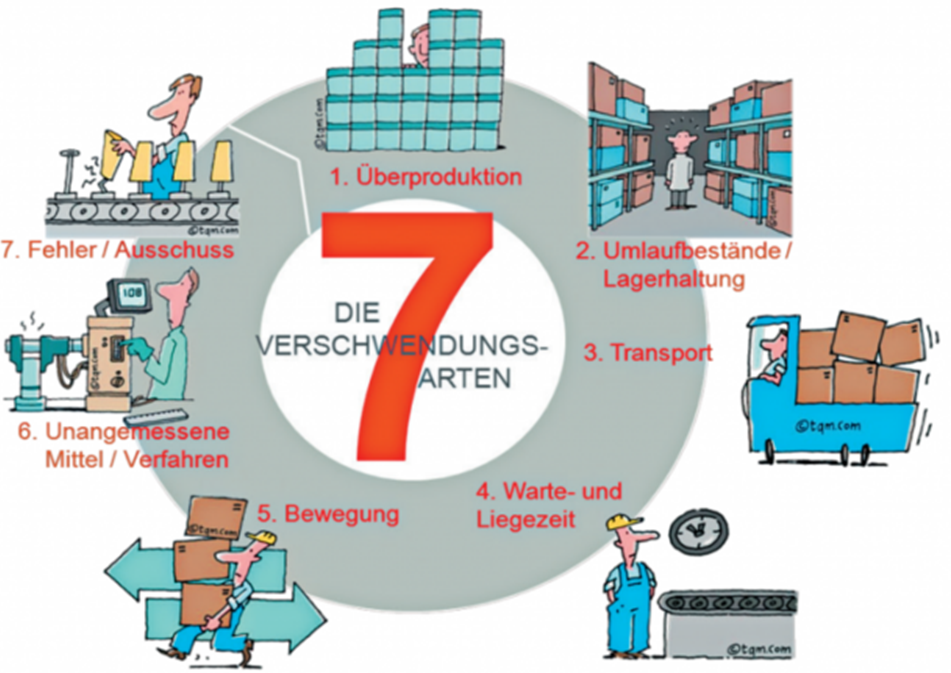 ©tqm.com
1. Überproduktion
©tqm.com
2. Umlaufbestände /
Lagerhaltung
3. Transport
©tqm.com
4. Warte- und
Liegezeit
©tqm.com
5. Bewegung
©tqm.com
6. Unangemessene
Mittel / Verfahren
108
©tqm.com
7. Fehler / Ausschuss
©tqm.com
7
DIE
VERSCHWENDUNGS-
ARTEN